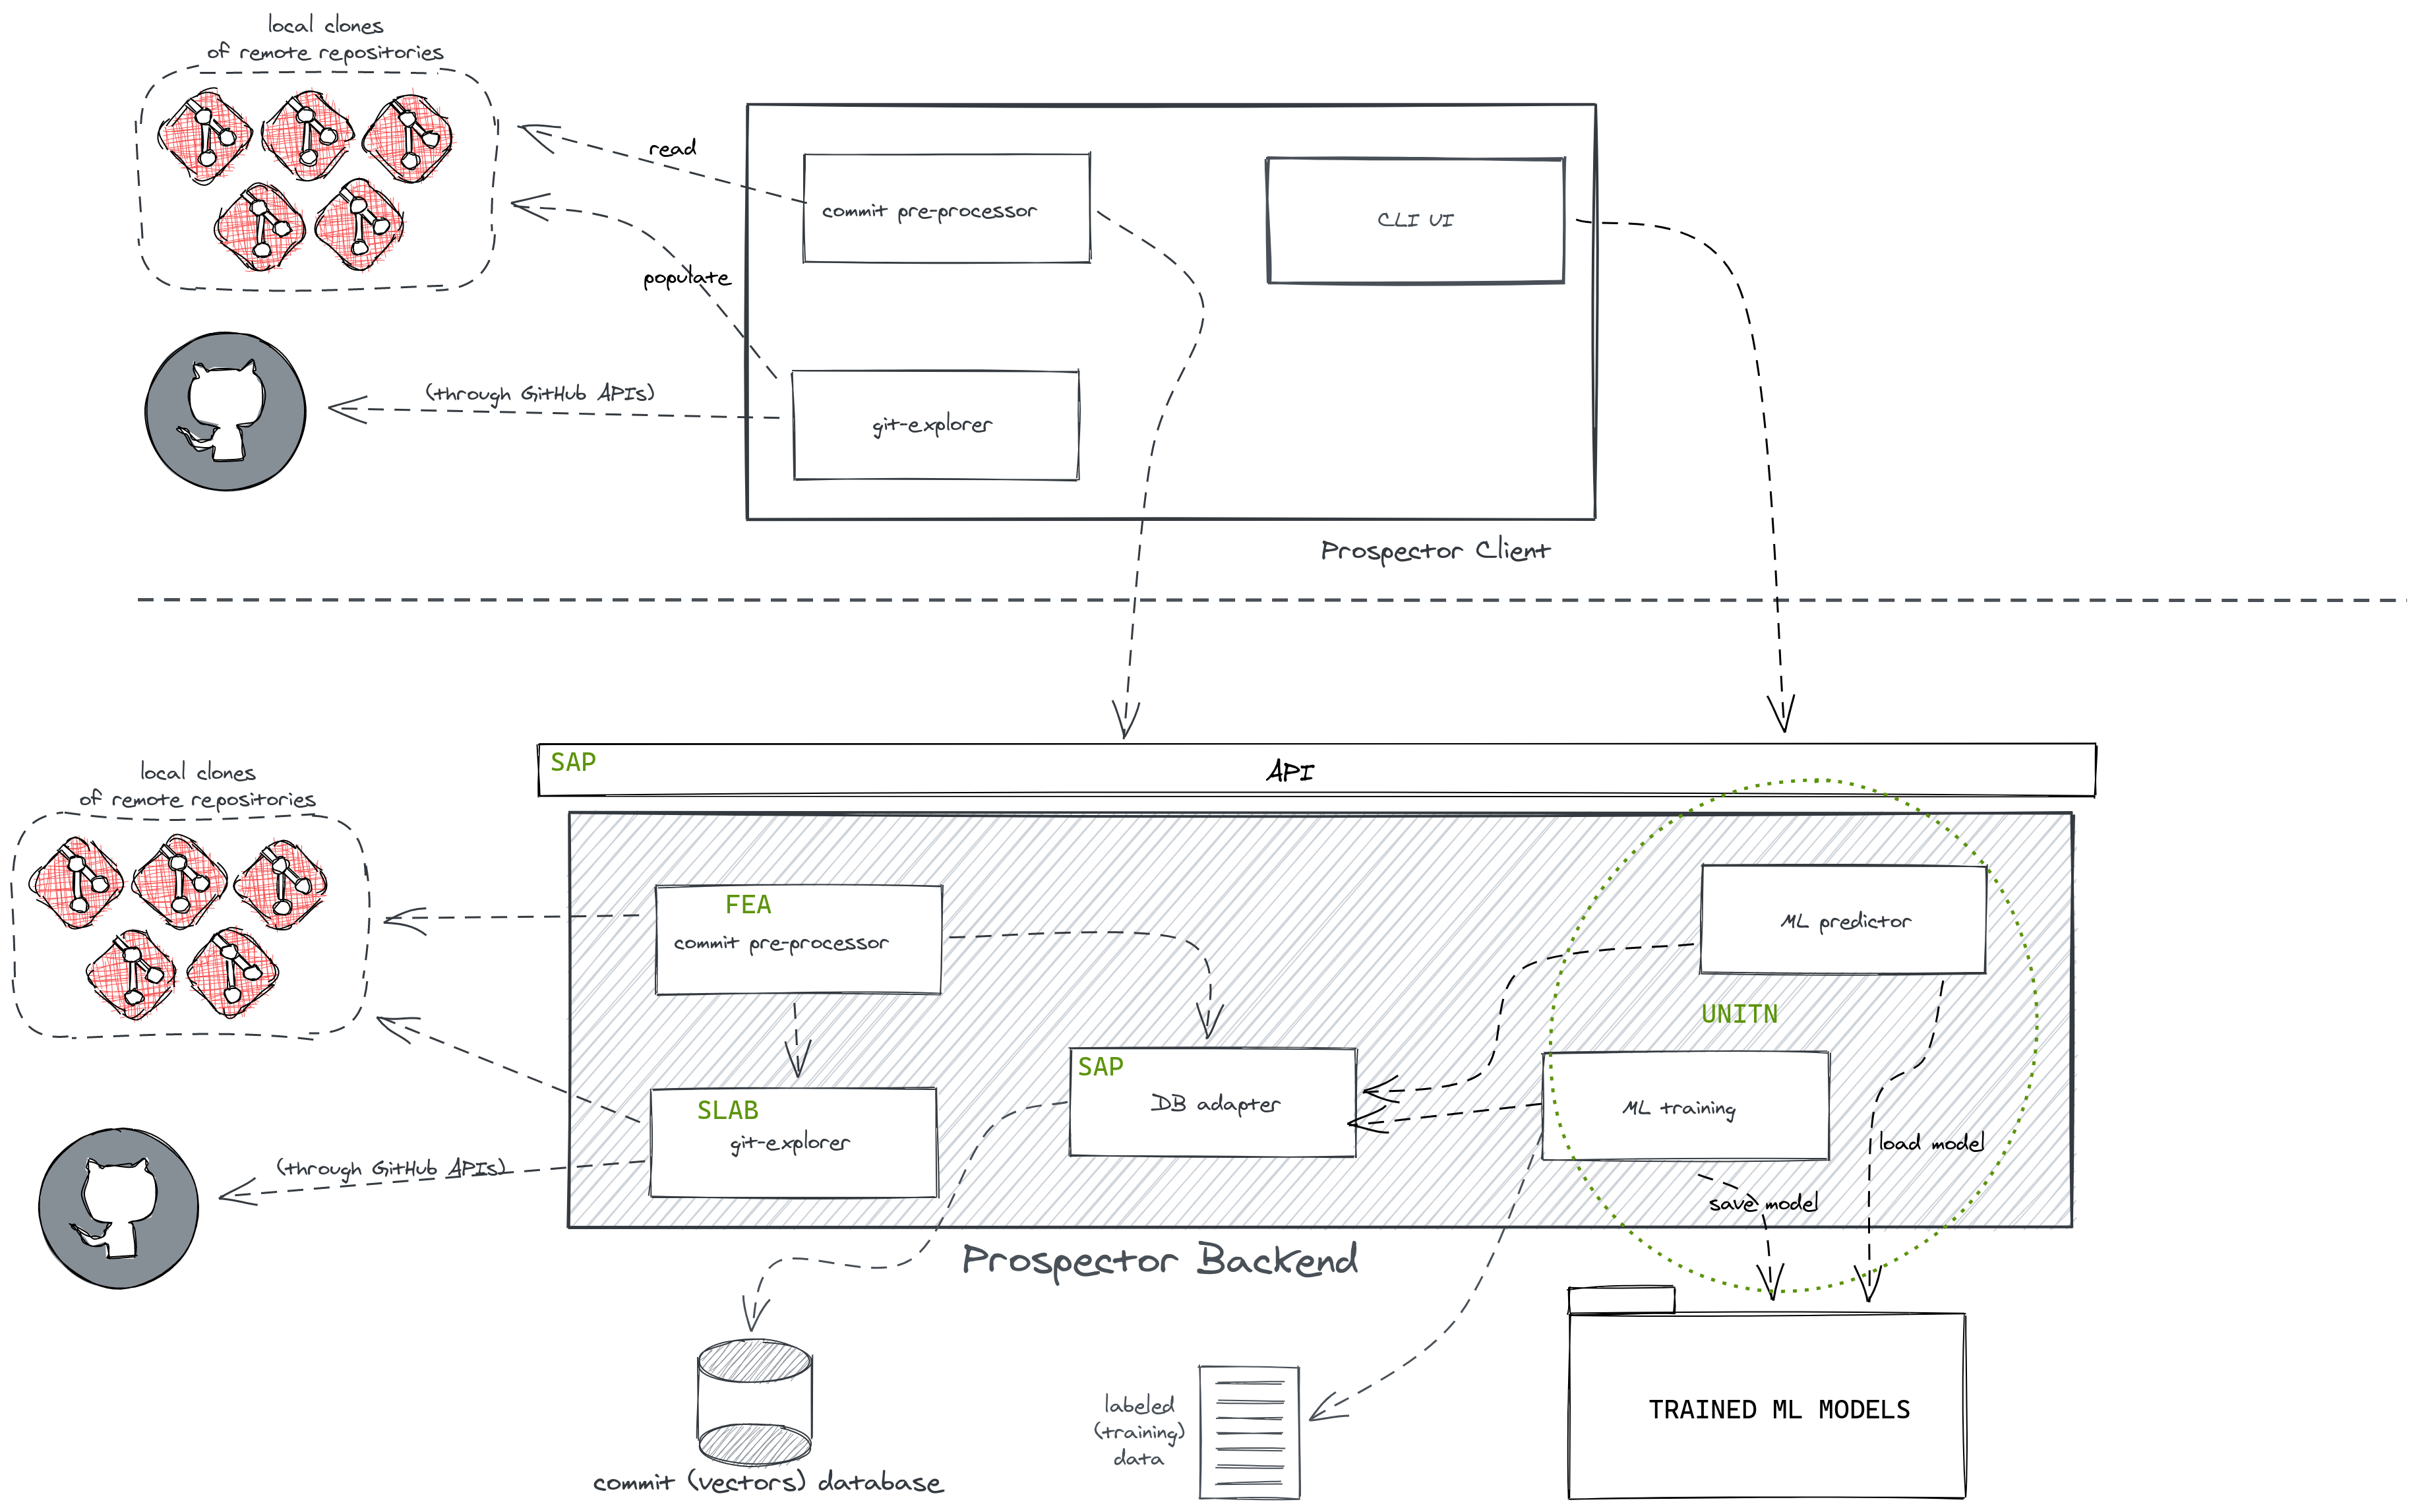 local clones
of remote repositories
read
commit pre-processor
CLI UI
populate
(through GitHub APIs)
git-explorer
Prospector Client
SAP
API
local clones
of remote repositories
FEA
commit pre-processor
ML predictor
UNITN
SAP
DB adapter
ML training
SLAB
git-explorer
load model
(through GitHub APIs)
save model
Prospector Backend
labeled
(training)
data
TRAINED ML MODELS
commit (vectors) database